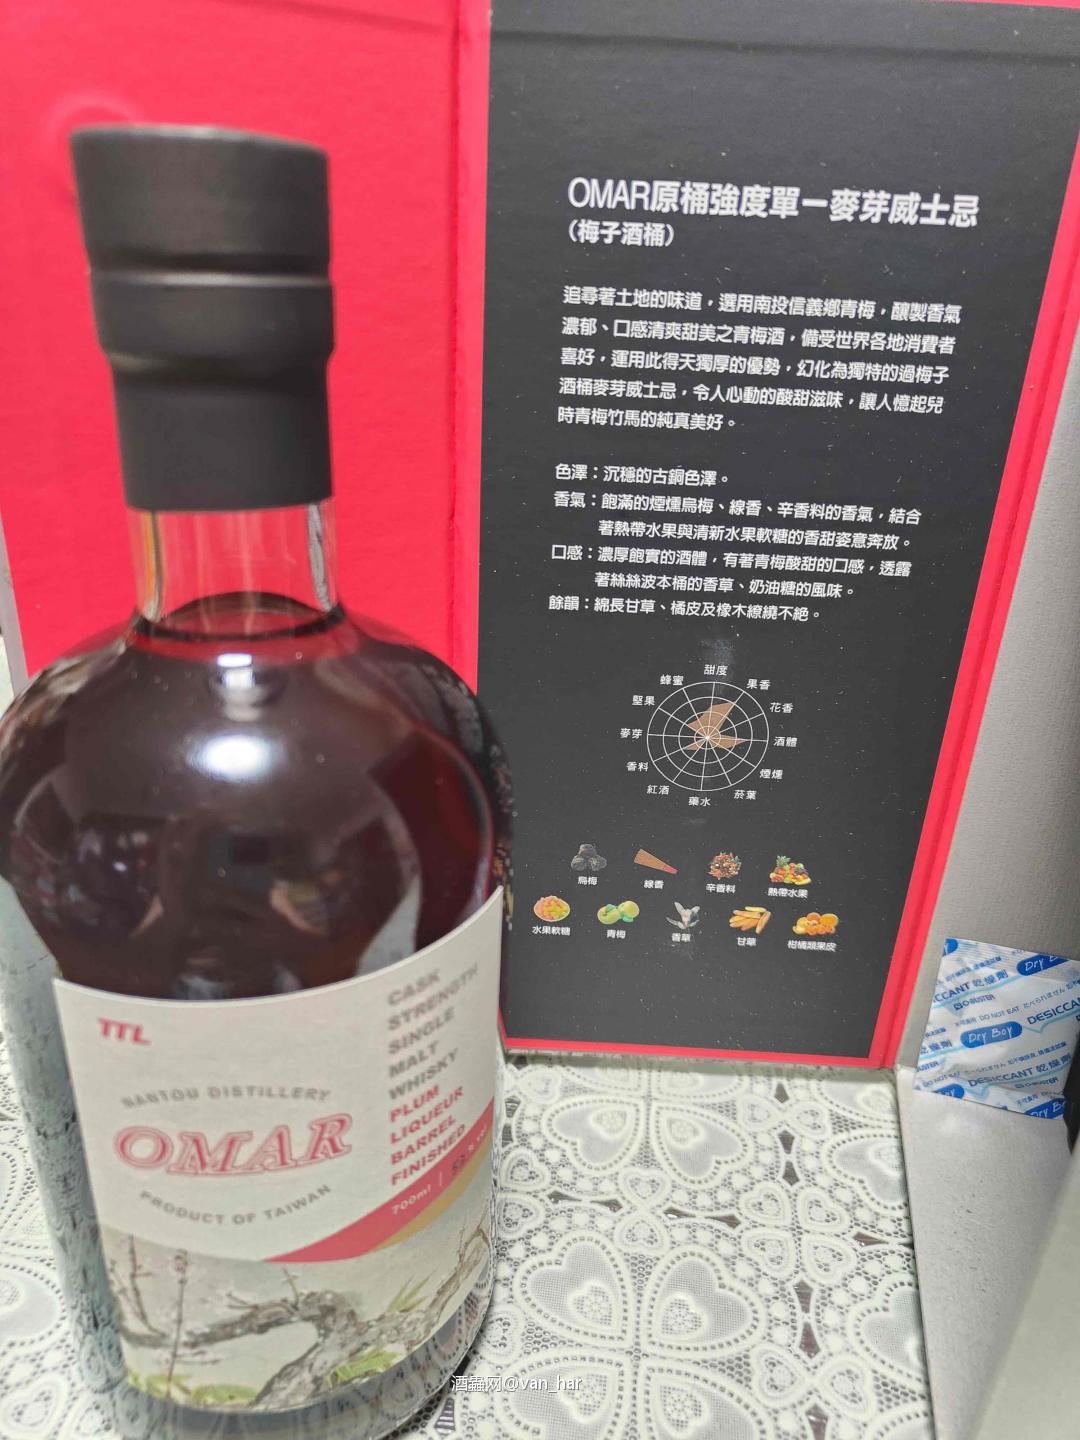 OMAR原桶強度單一麥芽威士忌
（梅子酒桶）
追尋著土地的味道，選用南投信義鄉青梅，釀製香氣
濃郁、口感清爽甜美之青梅酒，備受世界各地消費者
喜好，運用此得天獨厚的優勢，幻化為獨特的過梅子
酒桶麥芽威士忌，令人心動的酸甜滋味，讓人憶起兒
時青梅竹馬的純真美好。
色澤：沉穩的古銅色澤。
香氣：飽滿的煙燻烏梅、線香、辛香料的香氣，結合
著熱帶水果與清新水果軟糖的香甜姿意奔放。
口感：濃厚飽實的酒體，有著青梅酸甜的口感，透露
著絲絲波本桶的香草、奶油糖的風味。
餘韻：綿長甘草、橘皮及橡木繚繞不絕。
甜度
果香
花香
酒體
煙燻
菸葉
藥水
紅酒
香料
麥芽
堅果
蜂蜜
烏梅
線香
辛香料
熱帶水果
水果軟糖
青梅
香草
甘草
柑橘類果皮
TTL
NANTOU DISTILLERY
OMAR
PRODUCT OF TAIWAN
CASK
STRENGTH
SINGLE
MALT
WHISKY
PLUM
LIQUEUR
BARREL
FINISHED
700ml
Dry Boy
DESICCANT 乾燥劑
DO NOT EAT
Dry Boy
DESICCANT 乾燥劑
酒蟲网@van_har